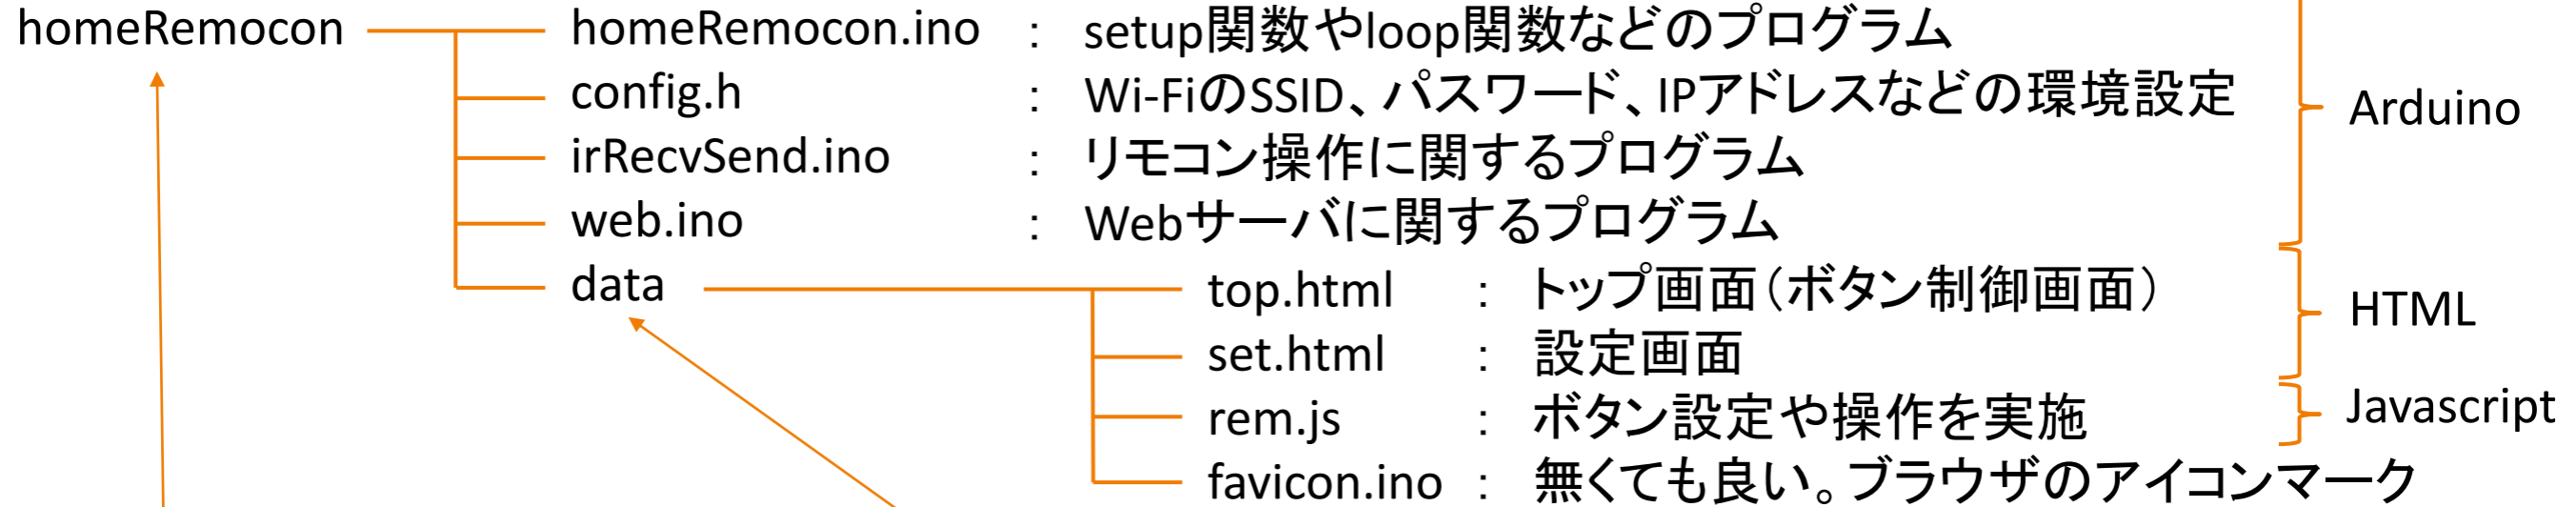 homeRemocon homeRemocon.ino : setup関数やloop関数などのプログラム
config.h : Wi-FiのSSID、パスワード、IPアドレスなどの環境設定
Arduino
irRecvSend.ino : リモコン操作に関するプログラム
web.ino : Webサーバに関するプログラム
data top.html : トップ画面（ボタン制御画面）
HTML
set.html : 設定画面
rem.js : ボタン設定や操作を実施 Javascript
favicon.ino : 無くても良い。ブラウザのアイコンマーク